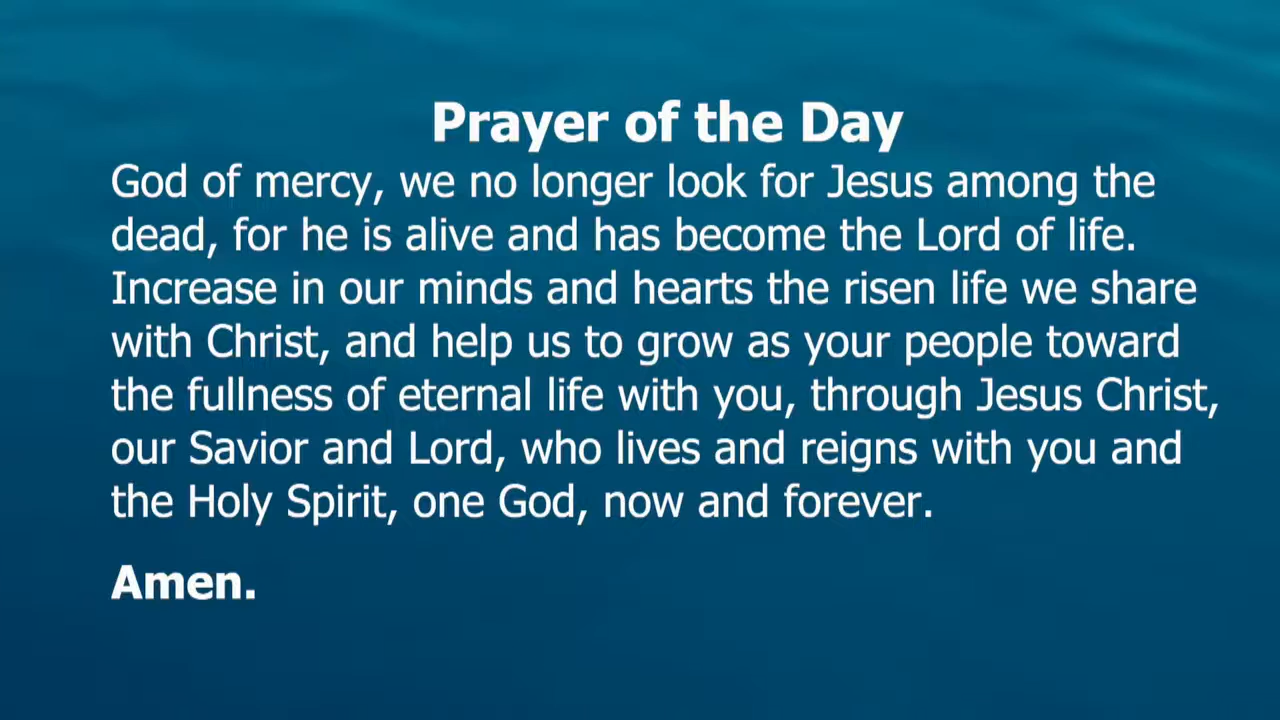 Prayer of the Day
God of mercy, we no longer look for Jesus among the
dead, for he is alive and has become the Lord of life.
Increase in our minds and hearts the risen life we share
with Christ, and help us to grow as your people toward
the fullness of eternal life with you, through Jesus Christ,
our Savior and Lord, who lives and reigns with you and
the Holy Spirit, one God, now and forever.
Amen.